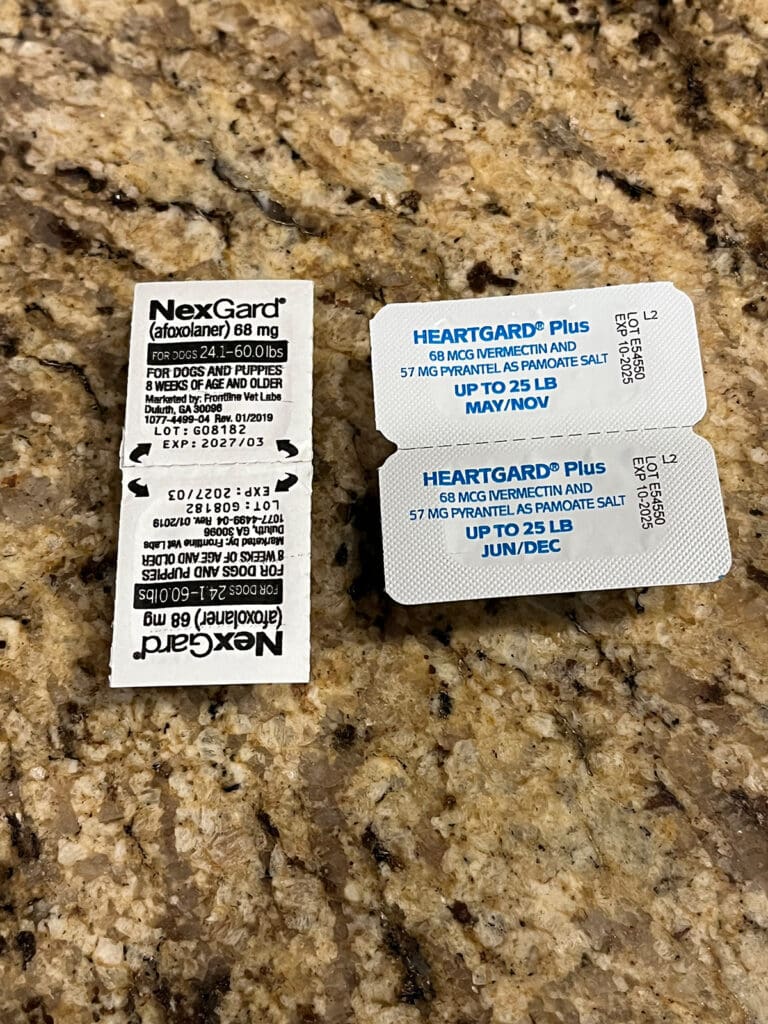 NexGard®
(afoxolaner) 68 mg
FOR DOGS 24.1–60.0 lbs
FOR DOGS AND PUPPIES
8 WEEKS OF AGE AND OLDER
Marketed by: Frontline Vet Labs
Duluth, GA 30096
1077-4499-04 Rev. 01/2019
LOT: G08182
EXP: 2027/03
NexGard®
(afoxolaner) 68 mg
FOR DOGS 24.1–60.0 lbs
FOR DOGS AND PUPPIES
8 WEEKS OF AGE AND OLDER
Marketed by: Frontline Vet Labs
Duluth, GA 30096
1077-4499-04 Rev. 01/2019
LOT: G08182
EXP: 2027/03
HEARTGARD® Plus
68 MCG IVERMECTIN AND
57 MG PYRANTEL AS PAMOATE SALT
UP TO 25 LB
MAY/NOV
L2
LOT E54550
EXP 10-2025
HEARTGARD® Plus
68 MCG IVERMECTIN AND
57 MG PYRANTEL AS PAMOATE SALT
UP TO 25 LB
JUN/DEC
L2
LOT E54550
EXP 10-2025